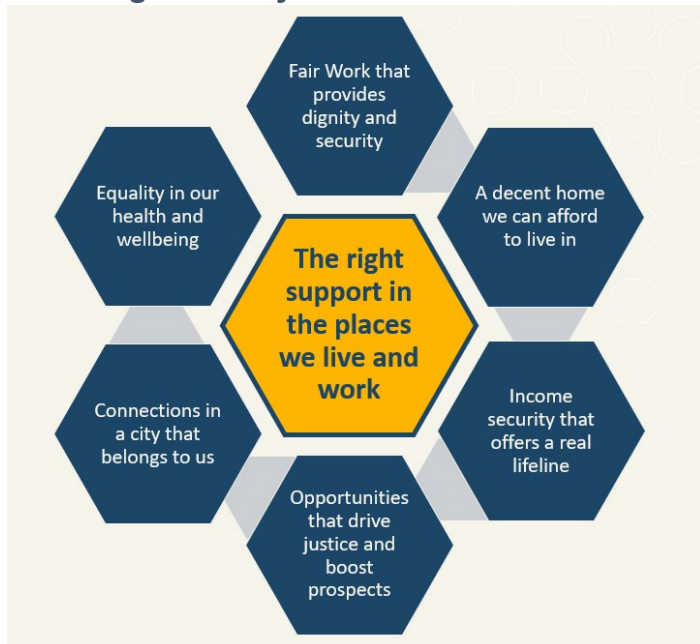 Fair Work that
provides
dignity and
security
A decent home
we can afford
to live in
Income
security that
offers a real
lifeline
Opportunities
that drive
justice and
boost
prospects
Connections in
a city that
belongs to us
Equality in our
health and
wellbeing
The right
support in
the places
we live and
work